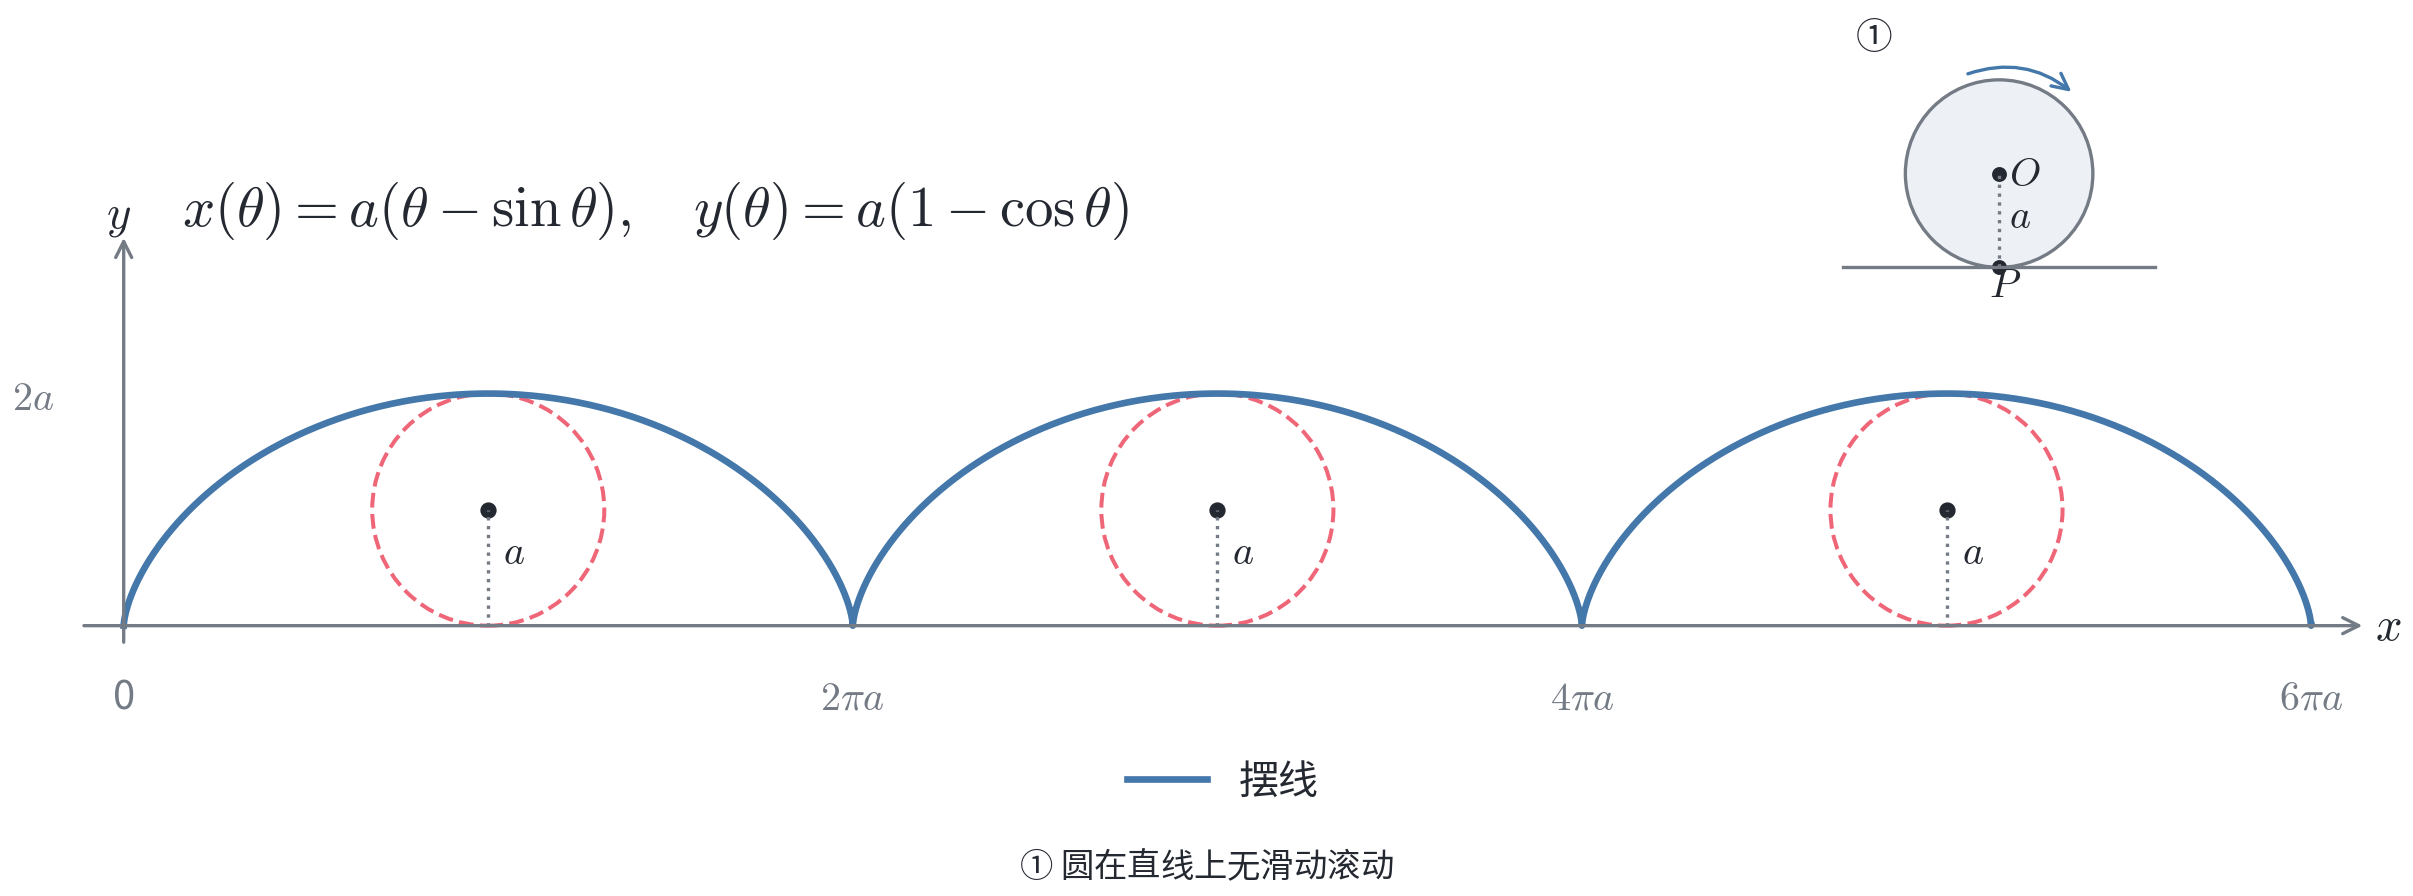 ①
y
x(θ) = a(θ − sin θ),    y(θ) = a(1 − cos θ)
O
a
P
2a
a
a
a
x
0
2πa
4πa
6πa
摆线
① 圆在直线上无滑动滚动